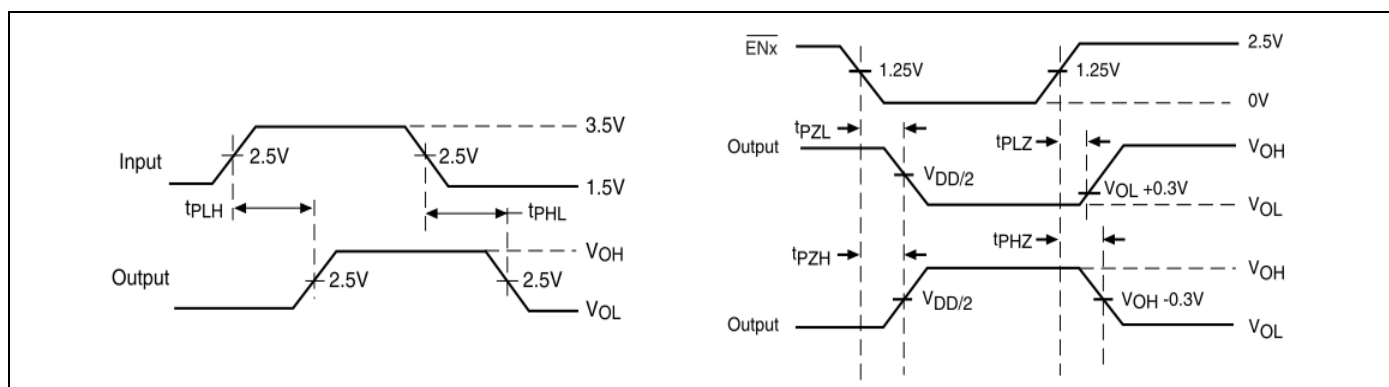 3.5V
Input
2.5V
2.5V
1.5V
tPLH
tPHL
VOH
Output
2.5V
2.5V
VOL
ENx
2.5V
1.25V
1.25V
0V
tPZL
tPLZ
Output
VOH
VDD/2
VOL +0.3V
VOL
tPHZ
tPZH
VOH
VDD/2
VOH -0.3V
Output
VOL